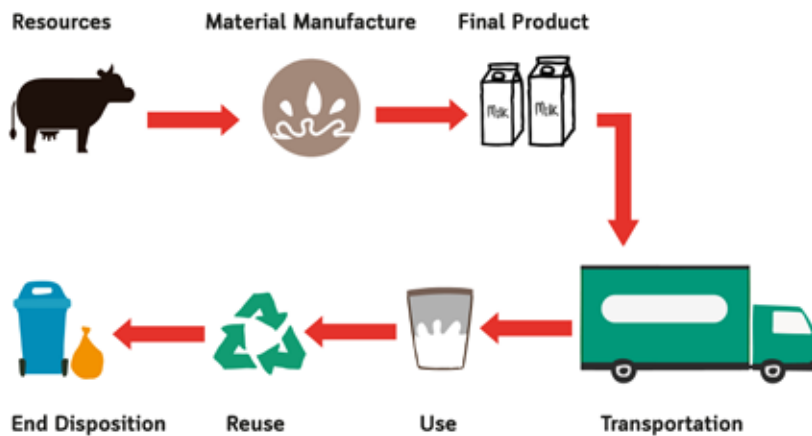 Resources
Material Manufacture
Final Product
Milk
Milk
End Disposition
Reuse
Use
Transportation